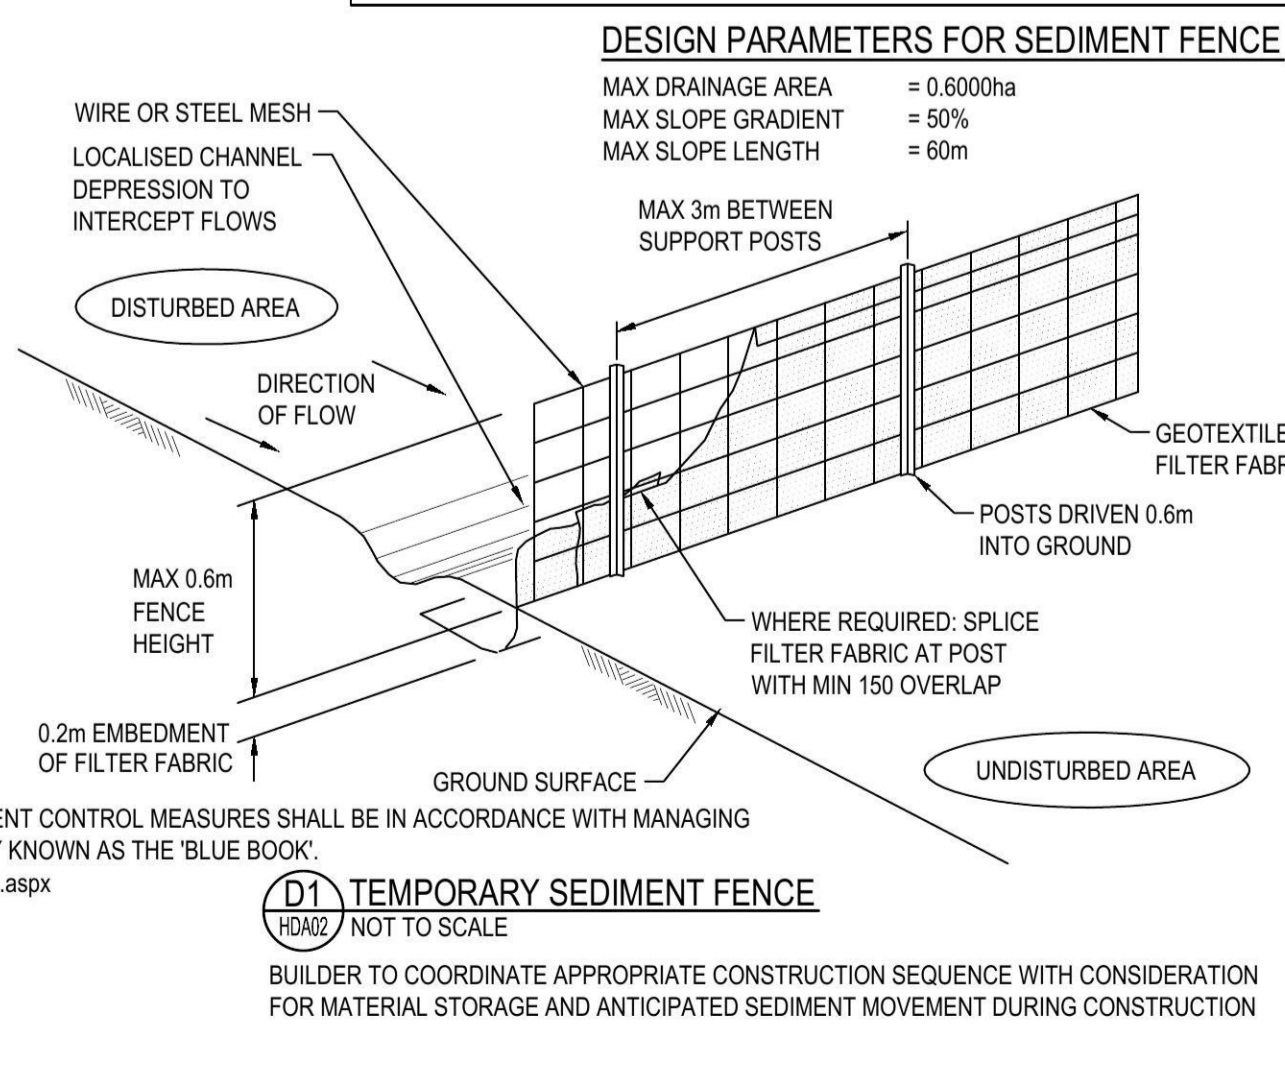 DESIGN PARAMETERS FOR SEDIMENT FENCE
MAX DRAINAGE AREA = 0.6000ha
MAX SLOPE GRADIENT = 50%
MAX SLOPE LENGTH = 60m
WIRE OR STEEL MESH
LOCALISED CHANNEL
DEPRESSION TO
INTERCEPT FLOWS
MAX 3m BETWEEN
SUPPORT POSTS
DISTURBED AREA
DIRECTION
OF FLOW
GEOTEXTILE
FILTER FABR
POSTS DRIVEN 0.6m
INTO GROUND
MAX 0.6m
FENCE
HEIGHT
WHERE REQUIRED: SPLICE
FILTER FABRIC AT POST
WITH MIN 150 OVERLAP
0.2m EMBEDMENT
OF FILTER FABRIC
GROUND SURFACE
UNDISTURBED AREA
ENT CONTROL MEASURES SHALL BE IN ACCORDANCE WITH MANAGING
Y KNOWN AS THE 'BLUE BOOK'.
.aspx
D1 TEMPORARY SEDIMENT FENCE
HDA02 NOT TO SCALE
BUILDER TO COORDINATE APPROPRIATE CONSTRUCTION SEQUENCE WITH CONSIDERATION
FOR MATERIAL STORAGE AND ANTICIPATED SEDIMENT MOVEMENT DURING CONSTRUCTION